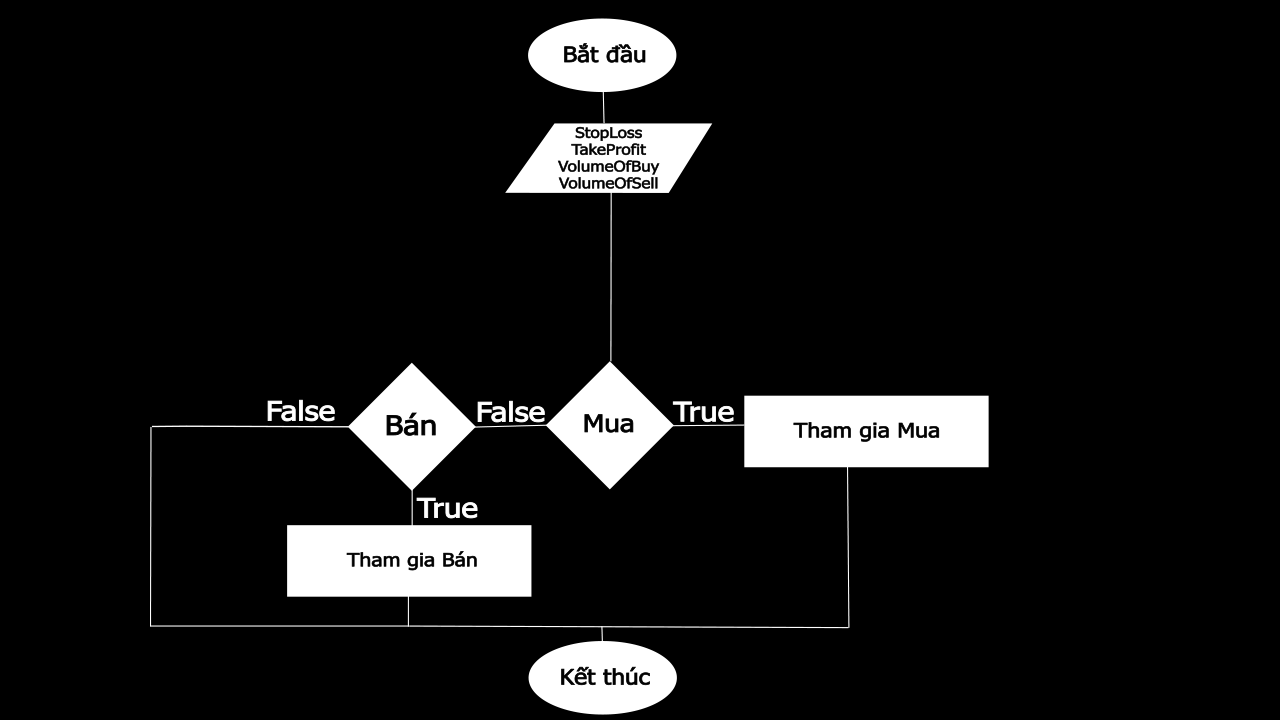 Bắt đầu
StopLoss
TakeProfit
VolumeOfBuy
VolumeOfSell
False
Bán
False
Mua
True
Tham gia Mua
True
Tham gia Bán
Kết thúc